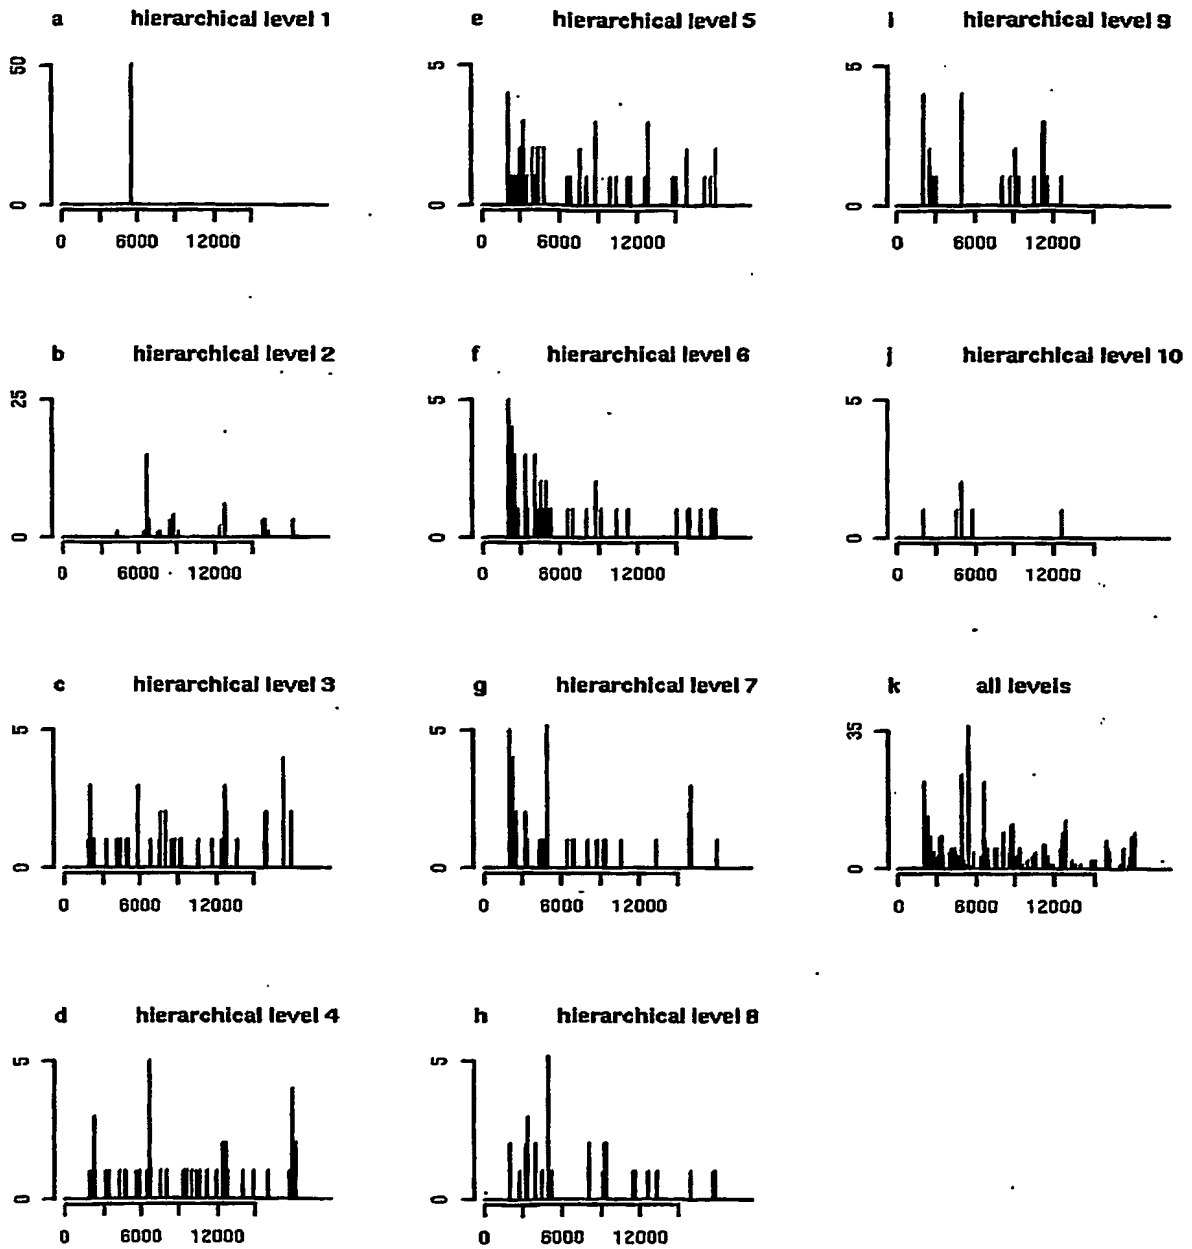 a hierarchical level 1
50
0
0 6000 12000
b hierarchical level 2
25
0
0 6000 12000
c hierarchical level 3
5
0
0 6000 12000
d hierarchical level 4
5
0
0 6000 12000
e hierarchical level 5
5
0
0 6000 12000
f hierarchical level 6
5
0
0 6000 12000
g hierarchical level 7
5
0
0 6000 12000
h hierarchical level 8
5
0
0 6000 12000
i hierarchical level 9
5
0
0 6000 12000
j hierarchical level 10
5
0
0 6000 12000
k all levels
35
0
0 6000 12000